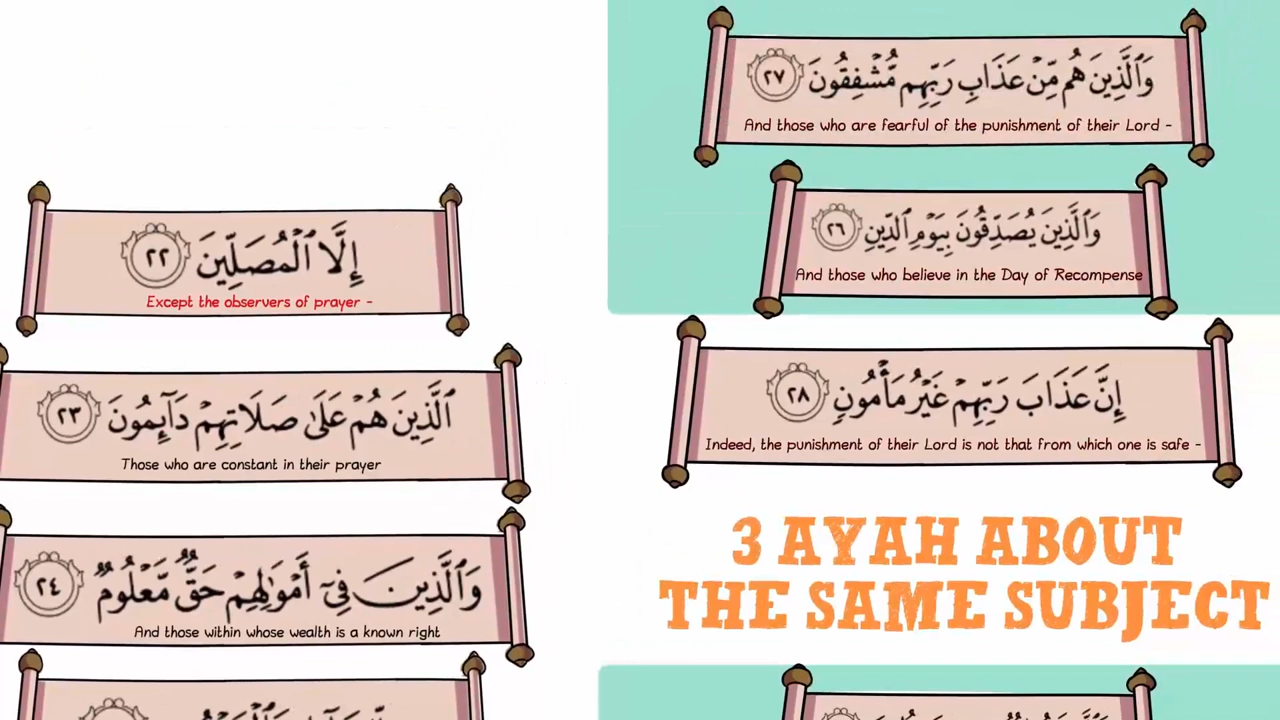 إِلَّا ٱلْمُصَلِّينَ ٢٢
Except the observers of prayer -
ٱلَّذِينَ هُمْ عَلَىٰ صَلَاتِهِمْ دَآئِمُونَ ٢٣
Those who are constant in their prayer
وَٱلَّذِينَ فِىٓ أَمْوَٰلِهِمْ حَقٌّ مَّعْلُومٌ ٢٤
And those within whose wealth is a known right
وَٱلَّذِينَ هُم مِّنْ عَذَابِ رَبِّهِم مُّشْفِقُونَ ٢٧
And those who are fearful of the punishment of their Lord -
وَٱلَّذِينَ يُصَدِّقُونَ بِيَوْمِ ٱلدِّينِ ٢٦
And those who believe in the Day of Recompense
إِنَّ عَذَابَ رَبِّهِمْ غَيْرُ مَأْمُونٍ ٢٨
Indeed, the punishment of their Lord is not that from which one is safe -
3 AYAH ABOUT
THE SAME SUBJECT